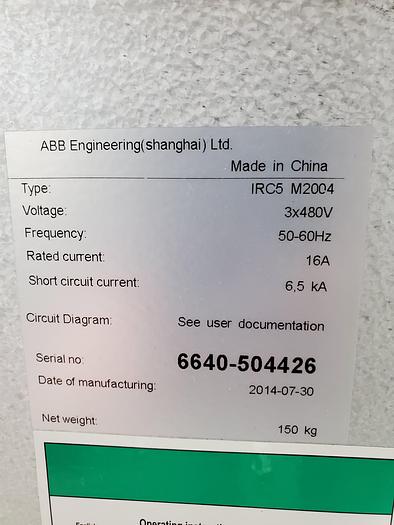 ABB Engineering(shanghai) Ltd.
Made in China
Type: IRC5 M2004
Voltage: 3x480V
Frequency: 50-60Hz
Rated current: 16A
Short circuit current: 6,5 kA
Circuit Diagram: See user documentation
Serial no: 6640-504426
Date of manufacturing: 2014-07-30
Net weight: 150 kg
English Operating